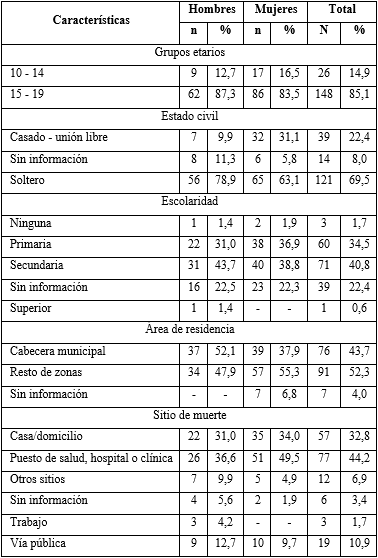 Característica Hombres Mujeres Total
n % n % N %
Grupos etarios
10 - 14 9 12,7 17 16,5 26 14,9
15 - 19 62 87,3 86 83,5 148 85,1
Estado civil
Casado - unión libre 7 9,9 32 31,1 39 22,4
Sin información 8 11,3 6 5,8 14 8,0
Soltero 56 78,9 65 63,1 121 69,5
Escolaridad
Ninguna 1 1,4 2 1,9 3 1,7
Primaria 22 31,0 38 36,9 60 34,5
Secundaria 31 43,7 40 38,8 71 40,8
Sin información 16 22,5 23 22,3 39 22,4
Superior 1 1,4 - - 1 0,6
Área de residencia
Cabecera municipal 37 52,1 39 37,9 76 43,7
Resto de zonas 34 47,9 57 55,3 91 52,3
Sin información - - 7 6,8 7 4,0
Sitio de muerte
Casa/domicilio 22 31,0 35 34,0 57 32,8
Puesto de salud, hospital o clínica 26 36,6 51 49,5 77 44,2
Otros sitios 7 9,9 5 4,9 12 6,9
Sin información 4 5,6 2 1,9 6 3,4
Trabajo 3 4,2 - - 3 1,7
Vía pública 9 12,7 10 9,7 19 10,9